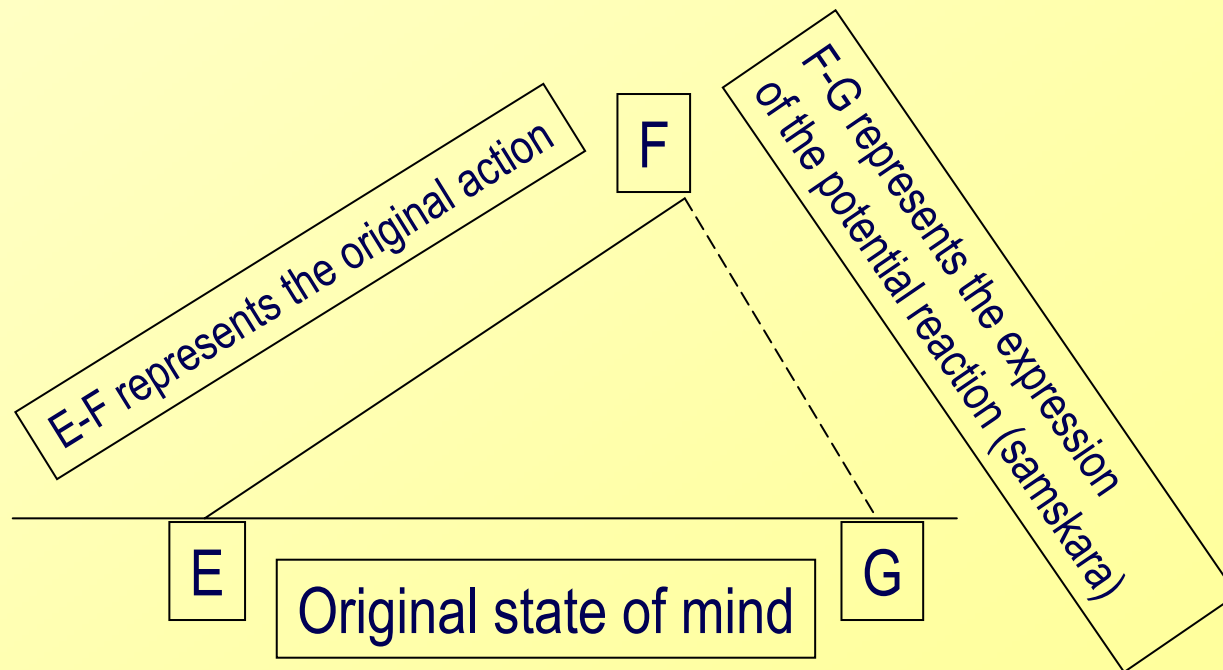 E-F represents the original action
F
F-G represents the expression
of the potential reaction (samskara)
E
Original state of mind
G